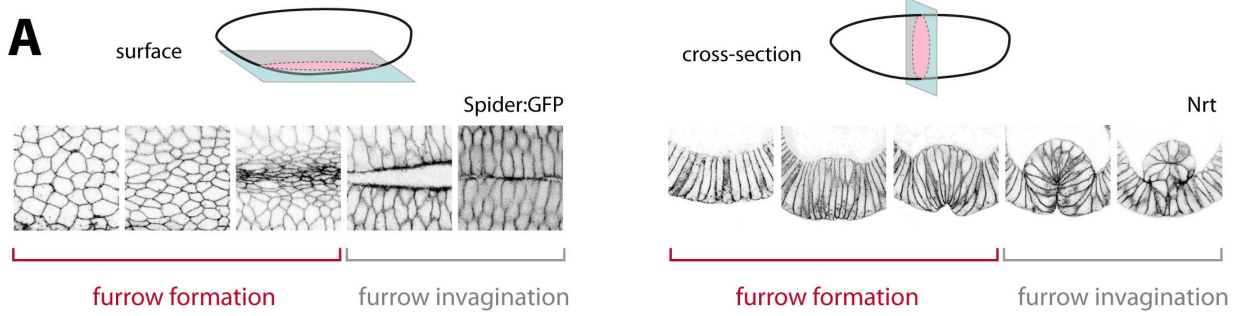 A
surface
Spider:GFP
furrow formation
furrow invagination
cross-section
Nrt
furrow formation
furrow invagination